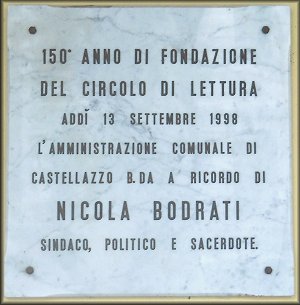 150° ANNO DI FONDAZIONE
DEL CIRCOLO DI LETTURA
ADDĬ 13 SETTEMBRE 1998
L'AMMINISTRAZIONE COMUNALE DI
CASTELLAZZO B.DA A RICORDO DI
NICOLA BODRATI
SINDACO, POLITICO E SACERDOTE.